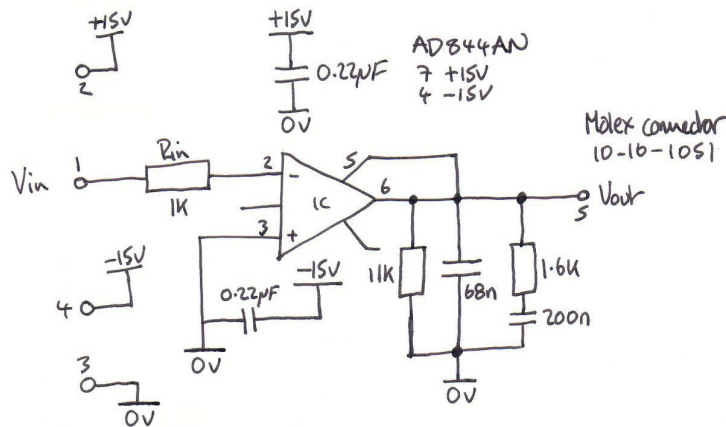 +15V
2
+15V
0.22µF
0V
AD844AN
7 +15V
4 -15V
Molex connector
10-10-1051
Vin
1
Rin
1K
2
-
3
+
IC
5
6
5
Vout
-15V
4
0.22µF
-15V
0V
11K
68n
1.6K
200n
0V
3
0V